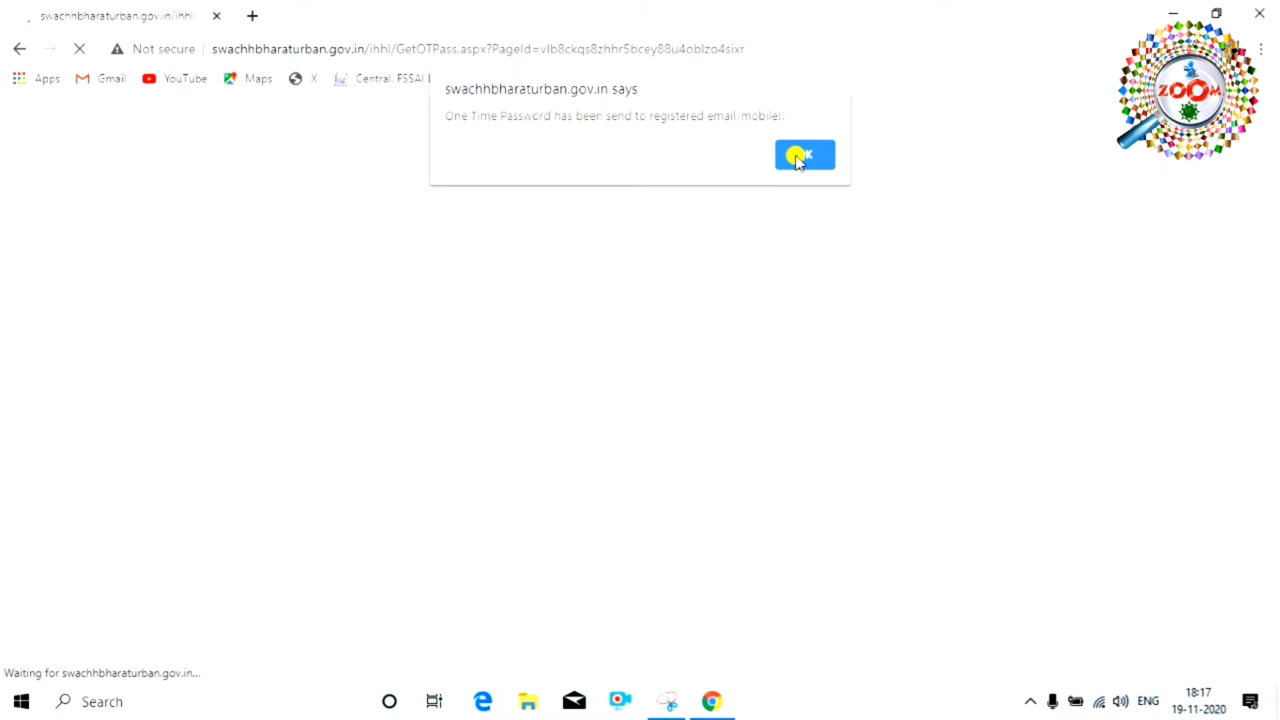 swachhbharaturban.gov.in/ihhl
Not secure
swachhbharaturban.gov.in/ihhl/GetOTPass.aspx?PageId=vlb8ckqs8zhhr5bcey88u4oblzo4sixr
Apps
Gmail
YouTube
Maps
X
Central. FSSAI
swachhbharaturban.gov.in says
One Time Password has been send to registered email/mobile!:
ZOOM
Waiting for swachhbharaturban.gov.in...
Search
ENG
18:17
19-11-2020